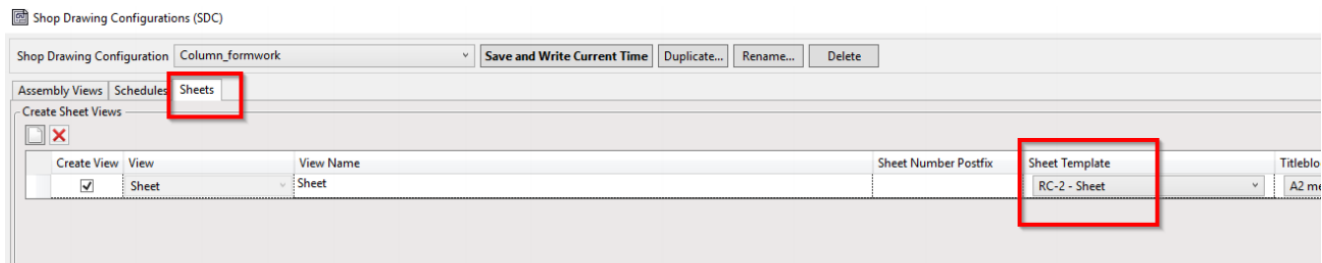 Shop Drawing Configurations (SDC)
Shop Drawing Configuration Column_formwork Save and Write Current Time Duplicate... Rename... Delete
Assembly Views Schedules Sheets
Create Sheet Views
Create View View View Name Sheet Number Postfix Sheet Template Titleblo
Sheet Sheet RC-2 - Sheet A2 me